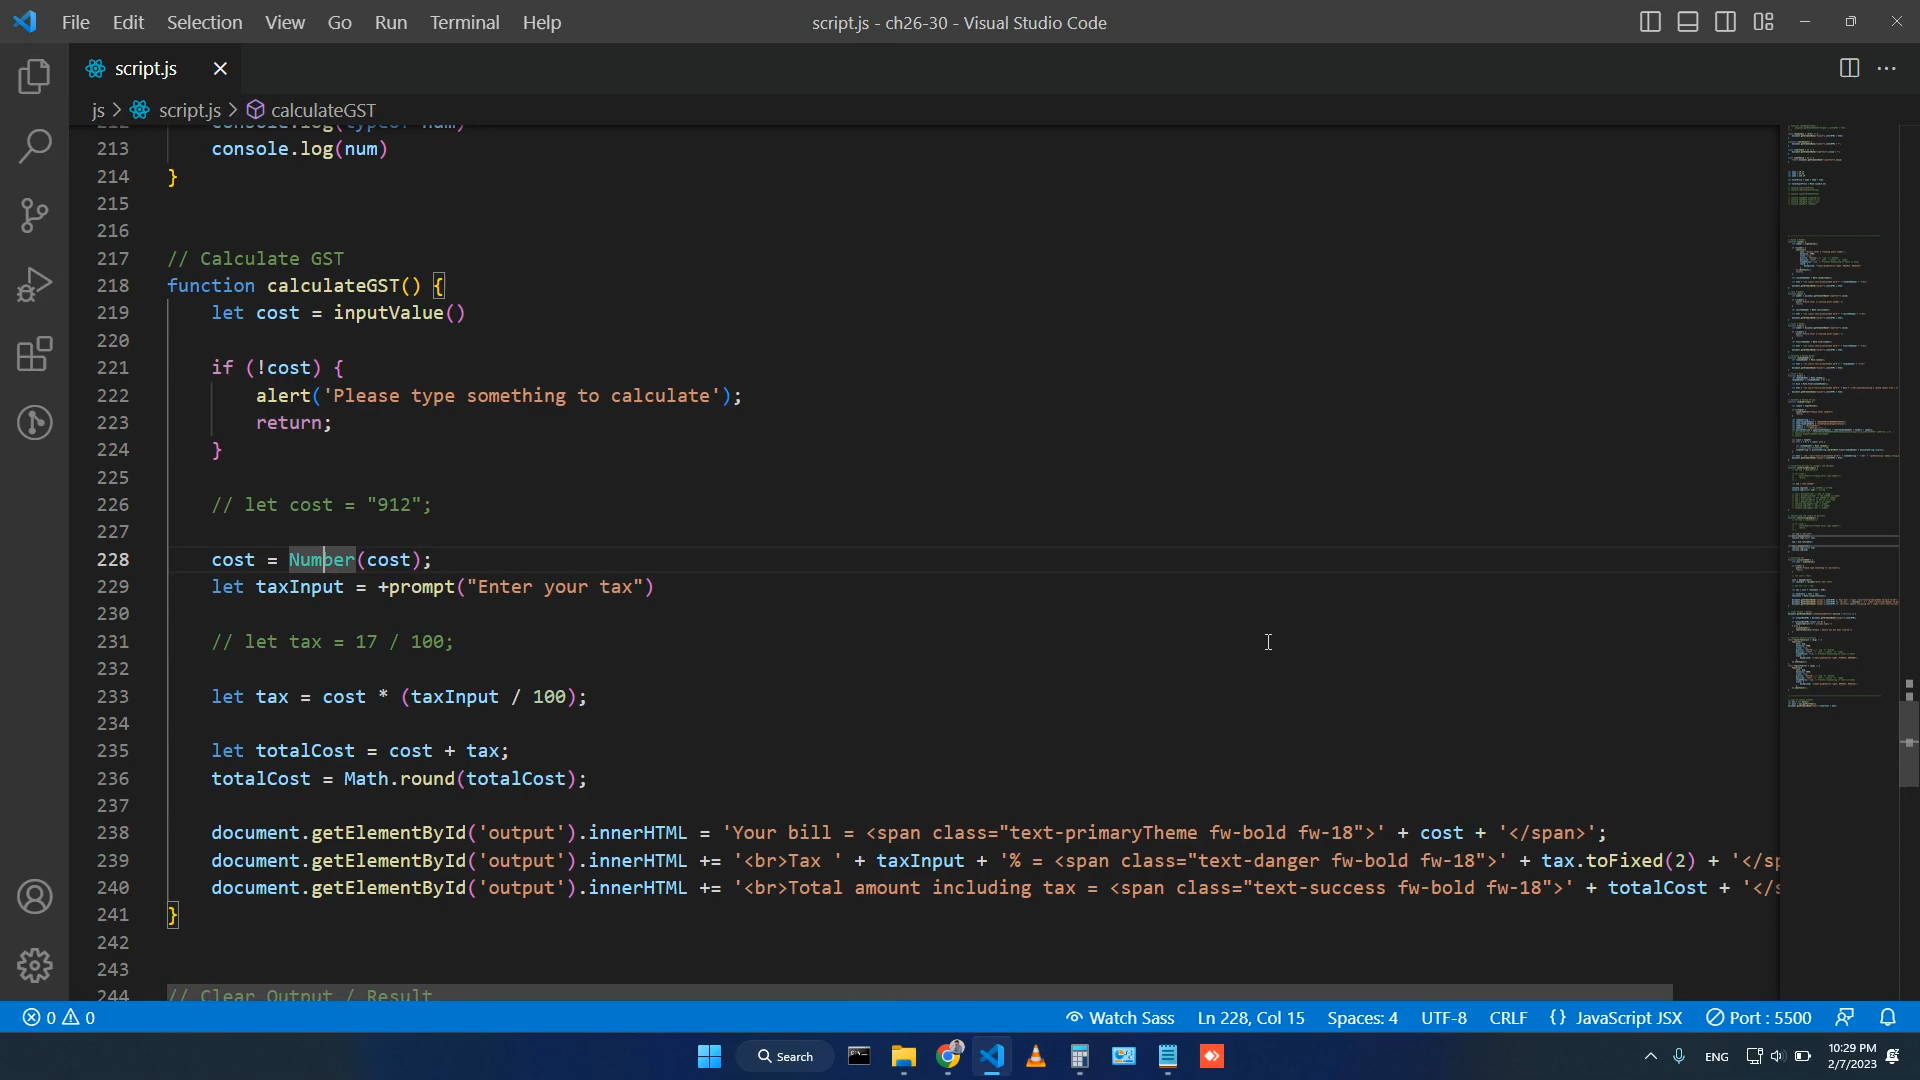 File Edit Selection View Go Run Terminal Help script.js - ch26-30 - Visual Studio Code
script.js
js > script.js > calculateGST
213 console.log(num)
214 }
215
216
217 // Calculate GST
218 function calculateGST() {
219 let cost = inputValue()
220
221 if (!cost) {
222 alert('Please type something to calculate');
223 return;
224 }
225
226 // let cost = "912";
227
228 cost = Number(cost);
229 let taxInput = +prompt("Enter your tax")
230
231 // let tax = 17 / 100;
232
233 let tax = cost * (taxInput / 100);
234
235 let totalCost = cost + tax;
236 totalCost = Math.round(totalCost);
237
238 document.getElementById('output').innerHTML = 'Your bill = <span class="text-primaryTheme fw-bold fw-18">' + cost + '</span>';
239 document.getElementById('output').innerHTML += '<br>Tax ' + taxInput + '% = <span class="text-danger fw-bold fw-18">' + tax.toFixed(2) + '</sp
240 document.getElementById('output').innerHTML += '<br>Total amount including tax = <span class="text-success fw-bold fw-18">' + totalCost + '</s
241 }
242
243
244 // Clear Output / Result
0 0 Watch Sass Ln 228, Col 15 Spaces: 4 UTF-8 CRLF {} JavaScript JSX Port : 5500
Search ENG 10:29 PM
2/7/2023